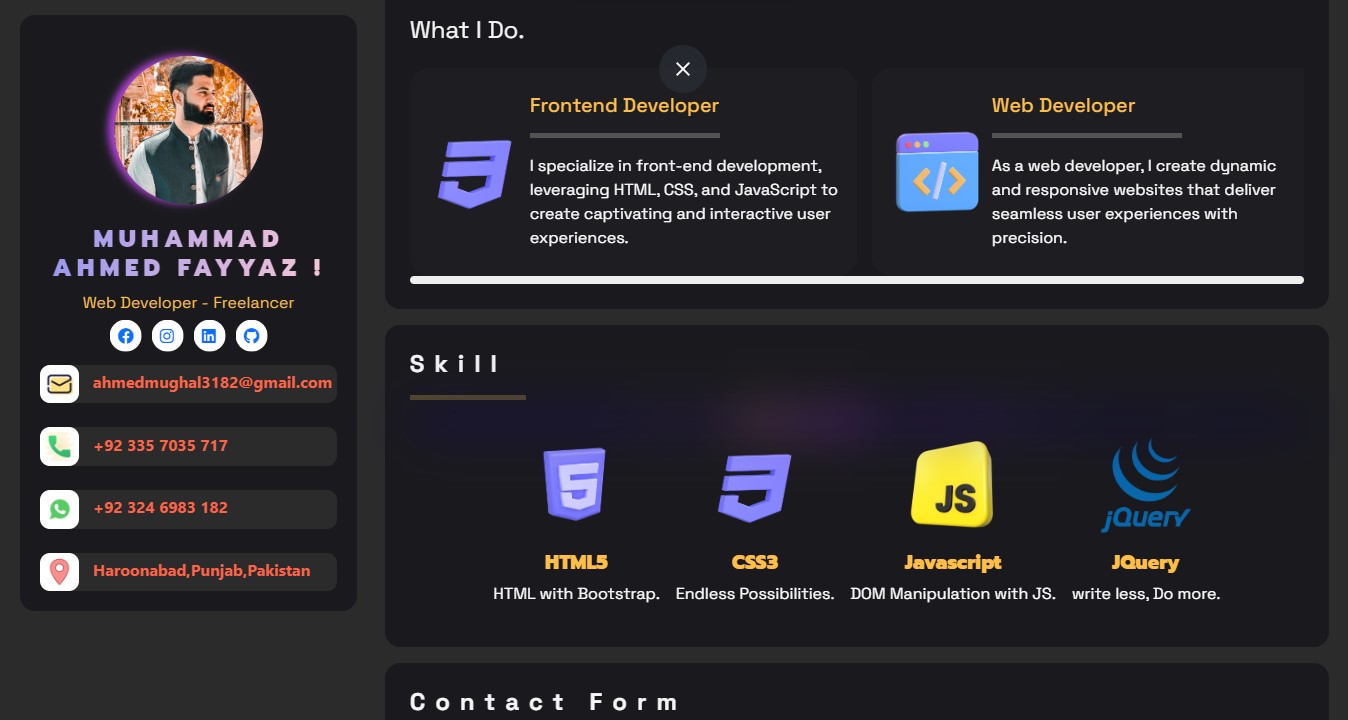 MUHAMMAD
AHMED FAYYAZ !
Web Developer - Freelancer
ahmedmughal3182@gmail.com
+92 335 7035 717
+92 324 6983 182
Haroonabad,Punjab,Pakistan
What I Do.
Frontend Developer
I specialize in front-end development,
leveraging HTML, CSS, and JavaScript to
create captivating and interactive user
experiences.
Web Developer
As a web developer, I create dynamic
and responsive websites that deliver
seamless user experiences with
precision.
Skill
JS
jQuery
HTML5
CSS3
Javascript
JQuery
HTML with Bootstrap.
Endless Possibilities.
DOM Manipulation with JS.
write less, Do more.
Contact Form